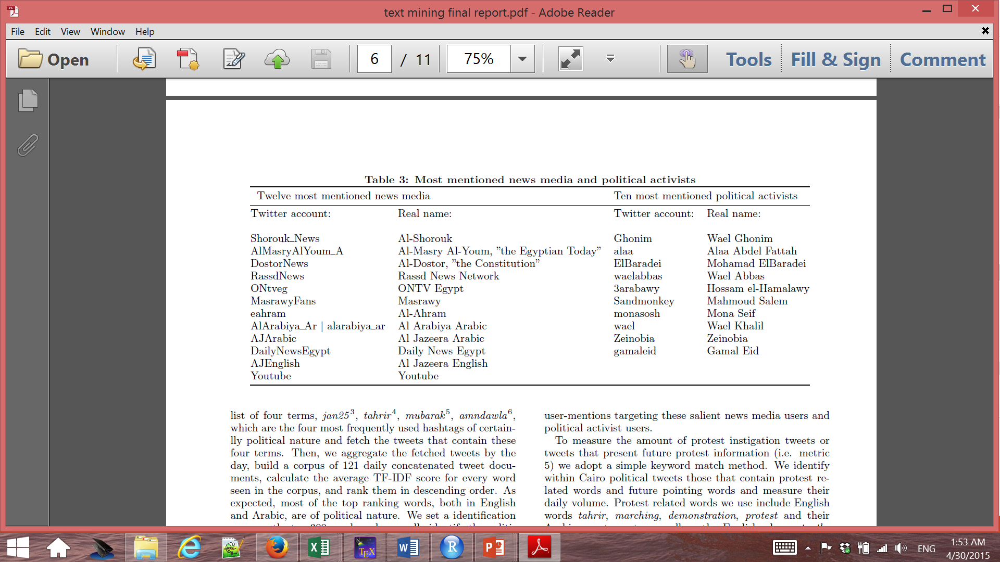 text mining final report.pdf - Adobe Reader
File Edit View Window Help
Open 6 / 11 75% Tools Fill & Sign Comment
Table 3: Most mentioned news media and political activists
Twelve most mentioned news media Ten most mentioned political activists
Twitter account: Real name: Twitter account: Real name:
Shorouk_News Al-Shorouk Ghonim Wael Ghonim
AlMasryAlYoum_A Al-Masry Al-Youm, ”the Egyptian Today” alaa Alaa Abdel Fattah
DostorNews Al-Dostor, ”the Constitution” ElBaradei Mohamad ElBaradei
RassdNews Rassd News Network waelabbas Wael Abbas
ONtveg ONTV Egypt 3arabawy Hossam el-Hamalawy
MasrawyFans Masrawy Sandmonkey Mahmoud Salem
eahram Al-Ahram monasosh Mona Seif
AlArabiya_Ar | alarabiya_ar Al Arabiya Arabic wael Wael Khalil
AJArabic Al Jazeera Arabic Zeinobia Zeinobia
DailyNewsEgypt Daily News Egypt gamaleid Gamal Eid
AJEnglish Al Jazeera English
Youtube Youtube
list of four terms, jan25³, tahrir⁴, mubarak⁵, amndawla⁶,
which are the four most frequently used hashtags of certain-
lly political nature and fetch the tweets that contain these
four terms. Then, we aggregate the fetched tweets by the
day, build a corpus of 121 daily concatenated tweet docu-
ments, calculate the average TF-IDF score for every word
seen in the corpus, and rank them in descending order. As
expected, most of the top ranking words, both in English
and Arabic, are of political nature. We set a identification
user-mentions targeting these salient news media users and
political activist users.
To measure the amount of protest instigation tweets or
tweets that present future protest information (i.e. metric
5) we adopt a simple keyword match method. We identify
within Cairo political tweets those that contain protest re-
lated words and future pointing words and measure their
daily volume. Protest related words we use include English
words tahrir, marching, demonstration, protest and their
ENG
1:53 AM
4/30/2015